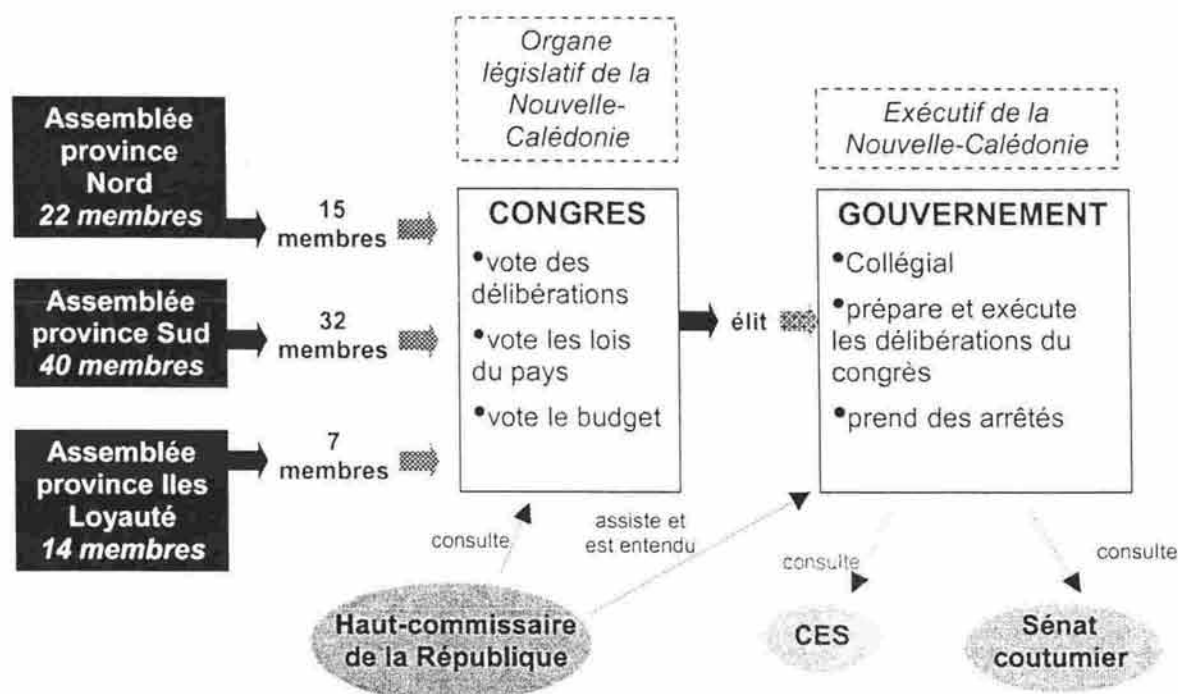 Organe
législatif de la
Nouvelle-
Calédonie
Exécutif de la
Nouvelle-Calédonie
Assemblée
province
Nord
22 membres
15
membres
Assemblée
province Sud
40 membres
32
membres
Assemblée
province Iles
Loyauté
14 membres
7
membres
CONGRES
•vote des
délibérations
•vote les lois
du pays
•vote le budget
élit
GOUVERNEMENT
•Collégial
•prépare et exécute
les délibérations du
congrès
•prend des arrêtés
consulte
assiste et
est entendu
consulte
consulte
Haut-commissaire
de la République
CES
Sénat
coutumier